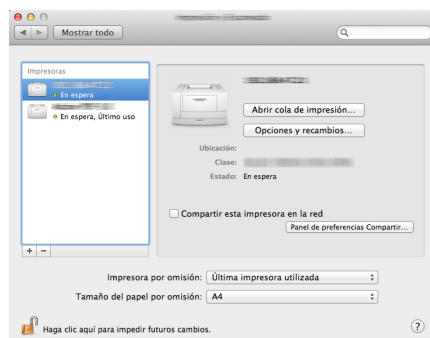 Mostrar todo
Impresoras
En espera
En espera, Último uso
Abrir cola de impresión...
Opciones y recambios...
Ubicación:
Clase:
Estado: En espera
Compartir esta impresora en la red
Panel de preferencias Compartir...
+ −
Impresora por omisión: Última impresora utilizada
Tamaño del papel por omisión: A4
Haga clic aquí para impedir futuros cambios.
?